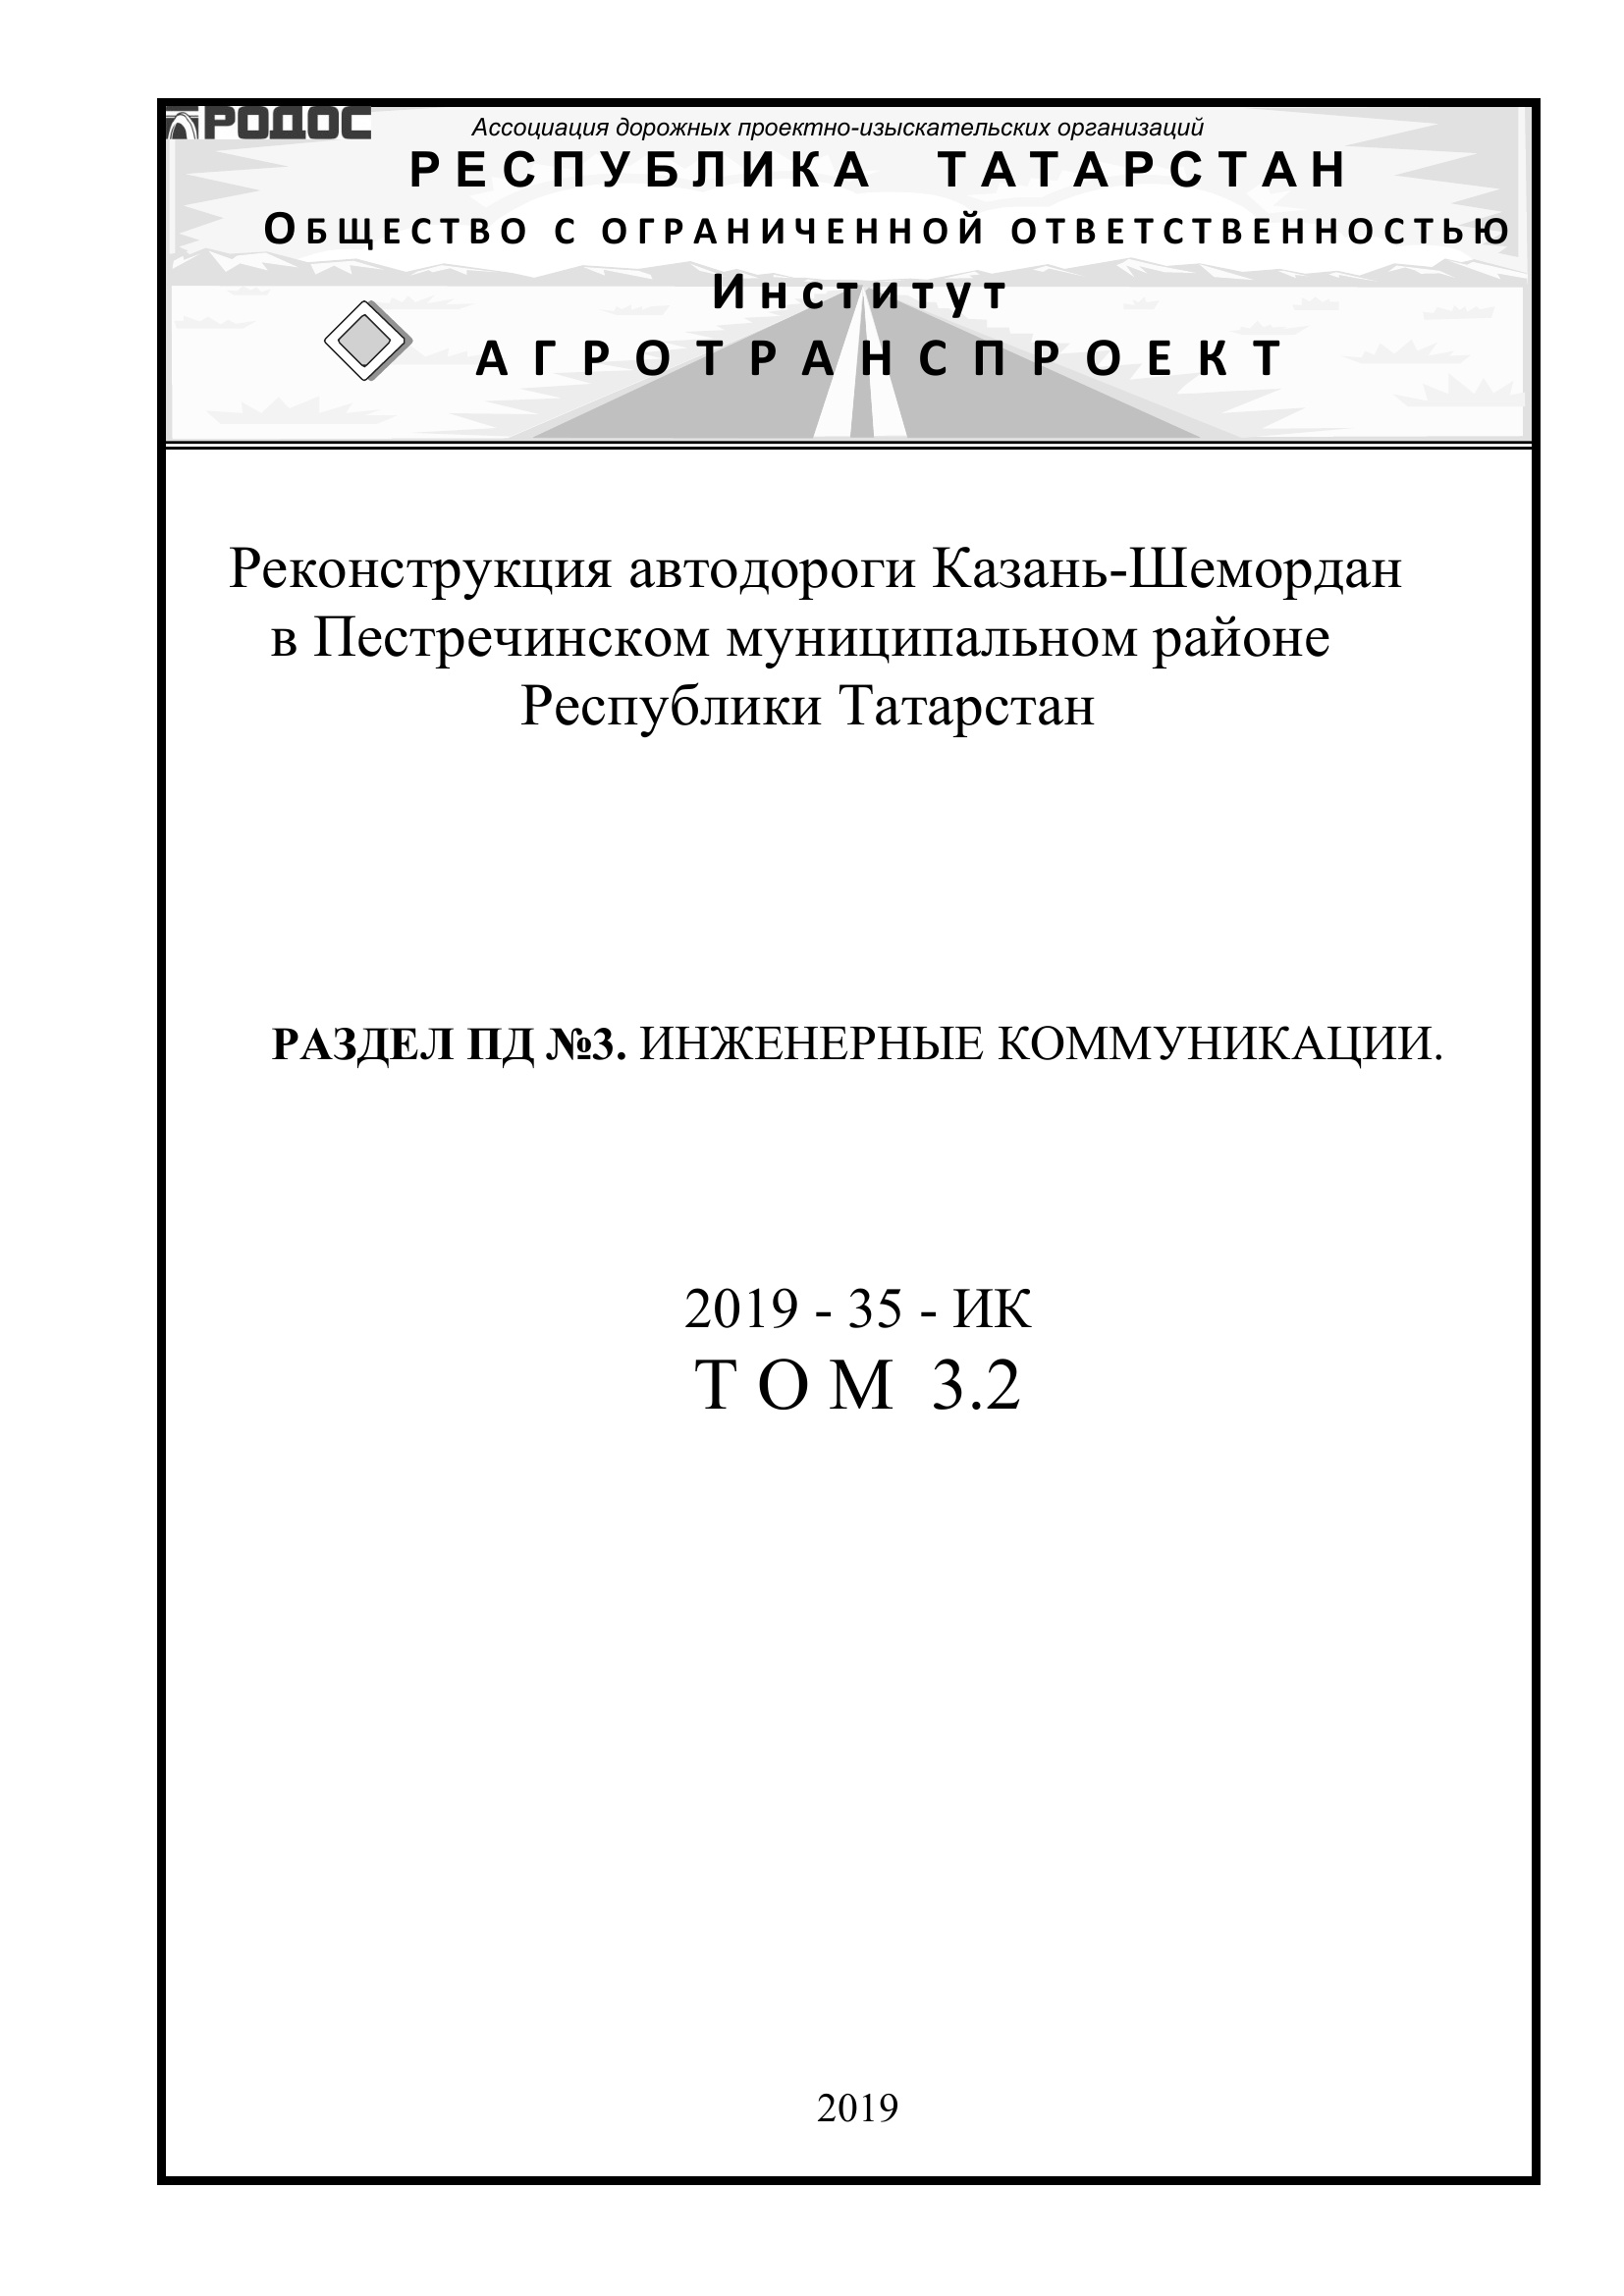 РОДОС
Ассоциация дорожных проектно-изыскательских организаций
РЕСПУБЛИКА ТАТАРСТАН
ОБЩЕСТВО С ОГРАНИЧЕННОЙ ОТВЕТСТВЕННОСТЬЮ
Институт
АГРОТРАНСПРОЕКТ
Реконструкция автодороги Казань-Шемордан
в Пестречинском муниципальном районе
Республики Татарстан
РАЗДЕЛ ПД №3. ИНЖЕНЕРНЫЕ КОММУНИКАЦИИ.
2019 - 35 - ИК
ТОМ 3.2
2019